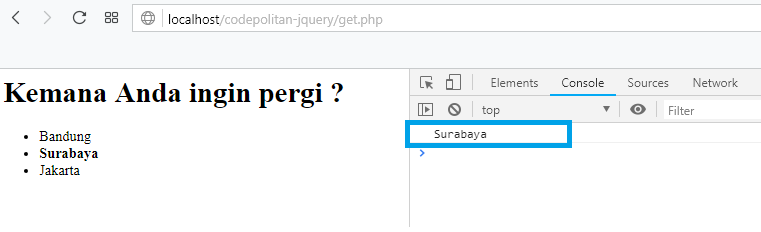 localhost/codepolitan-jquery/get.php
Elements Console Sources Network
top Filter
Kemana Anda ingin pergi ?
Bandung
Surabaya
Jakarta
Surabaya